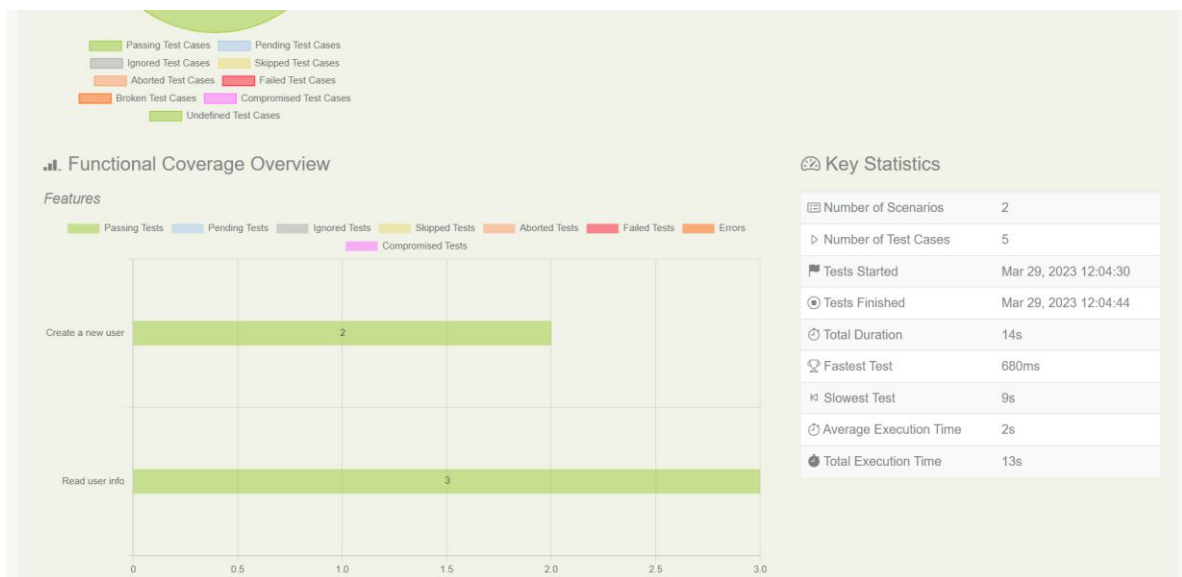 Passing Test Cases Pending Test Cases
Ignored Test Cases Skipped Test Cases
Aborted Test Cases Failed Test Cases
Broken Test Cases Compromised Test Cases
Undefined Test Cases
Functional Coverage Overview
Features
Passing Tests Pending Tests Ignored Tests Skipped Tests Aborted Tests Failed Tests Errors
Compromised Tests
Create a new user 2
Read user info 3
0 0.5 1.0 1.5 2.0 2.5 3.0
Key Statistics
Number of Scenarios 2
Number of Test Cases 5
Tests Started Mar 29, 2023 12:04:30
Tests Finished Mar 29, 2023 12:04:44
Total Duration 14s
Fastest Test 680ms
Slowest Test 9s
Average Execution Time 2s
Total Execution Time 13s